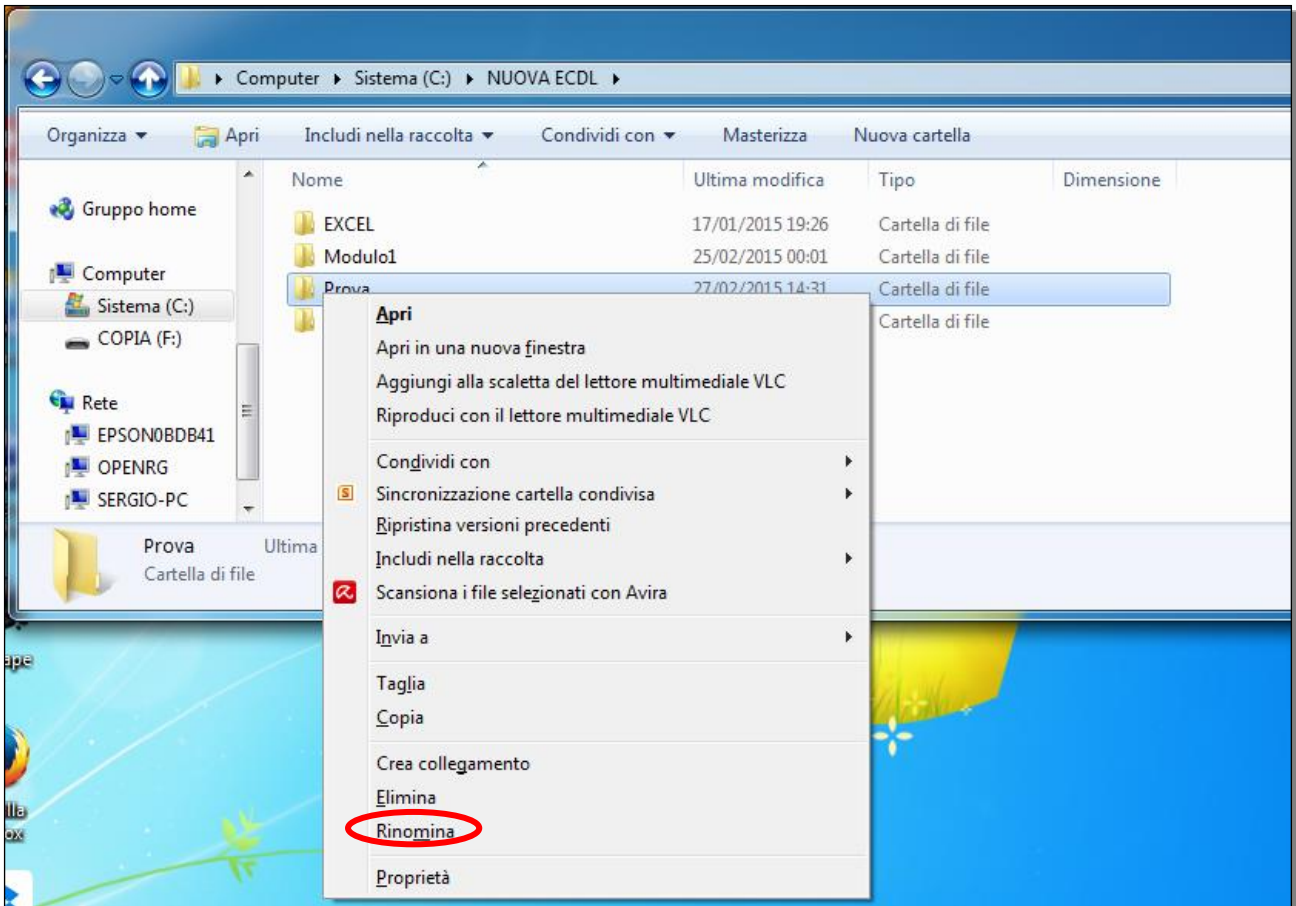 Computer Sistema (C:) NUOVA ECDL
Organizza Apri Includi nella raccolta Condividi con Masterizza Nuova cartella
Nome Ultima modifica Tipo Dimensione
Gruppo home
Computer
Sistema (C:)
COPIA (F:)
Rete
EPSON0BDB41
OPENRG
SERGIO-PC
EXCEL 17/01/2015 19:26 Cartella di file
Modulo1 25/02/2015 00:01 Cartella di file
Prova 27/02/2015 14:31 Cartella di file
Cartella di file
Apri
Apri in una nuova finestra
Aggiungi alla scaletta del lettore multimediale VLC
Riproduci con il lettore multimediale VLC
Condividi con
Sincronizzazione cartella condivisa
Ripristina versioni precedenti
Includi nella raccolta
Scansiona i file selezionati con Avira
Invia a
Taglia
Copia
Crea collegamento
Elimina
Rinomina
Proprietà
Prova Ultima
Cartella di file